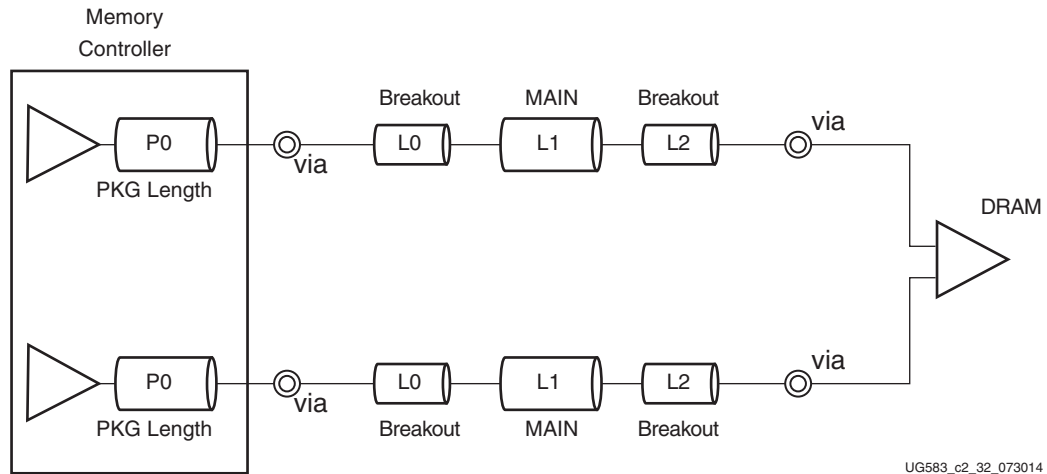 Memory
Controller
Breakout
MAIN
Breakout
via
P0
L0
L1
L2
via
PKG Length
DRAM
P0
L0
L1
L2
via
via
PKG Length
Breakout
MAIN
Breakout
UG583_c2_32_073014